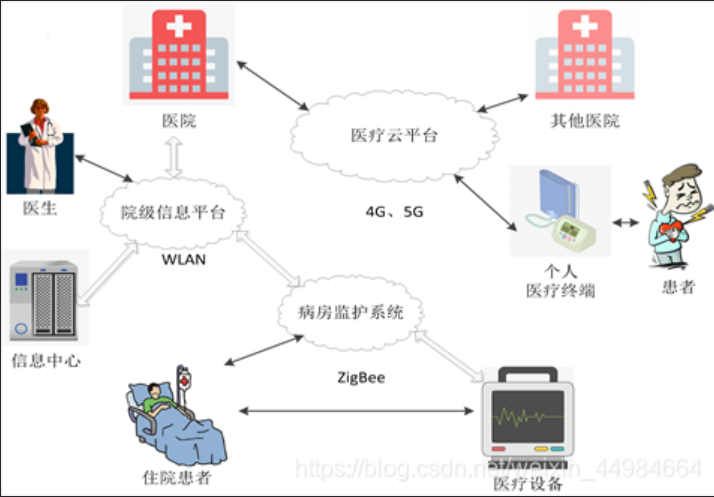 医院
医疗云平台
其他医院
医生
院级信息平台
4G、5G
WLAN
个人
医疗终端
患者
信息中心
病房监护系统
ZigBee
住院患者
医疗设备
https://blog.csdn.net/weixin_44984664